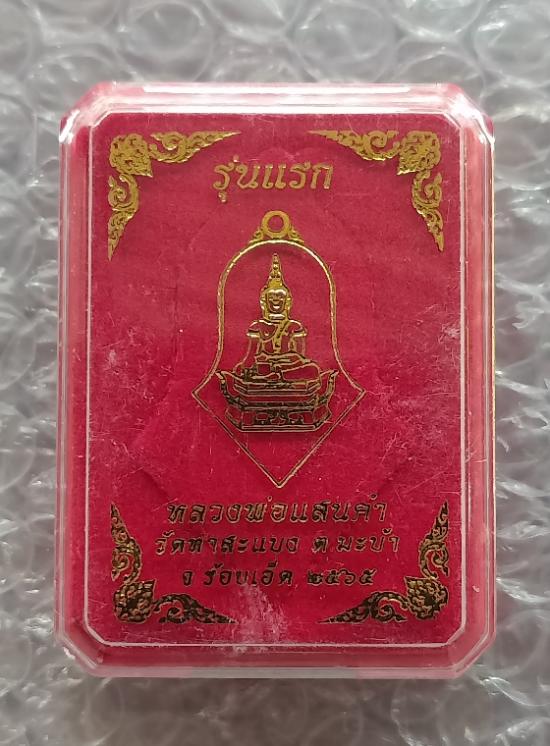 รุ่นแรก
หลวงพ่อแสนคำ
วัดท่าสะแบง ต.มะบ้า
จ.ร้อยเอ็ด ๒๕๖๕